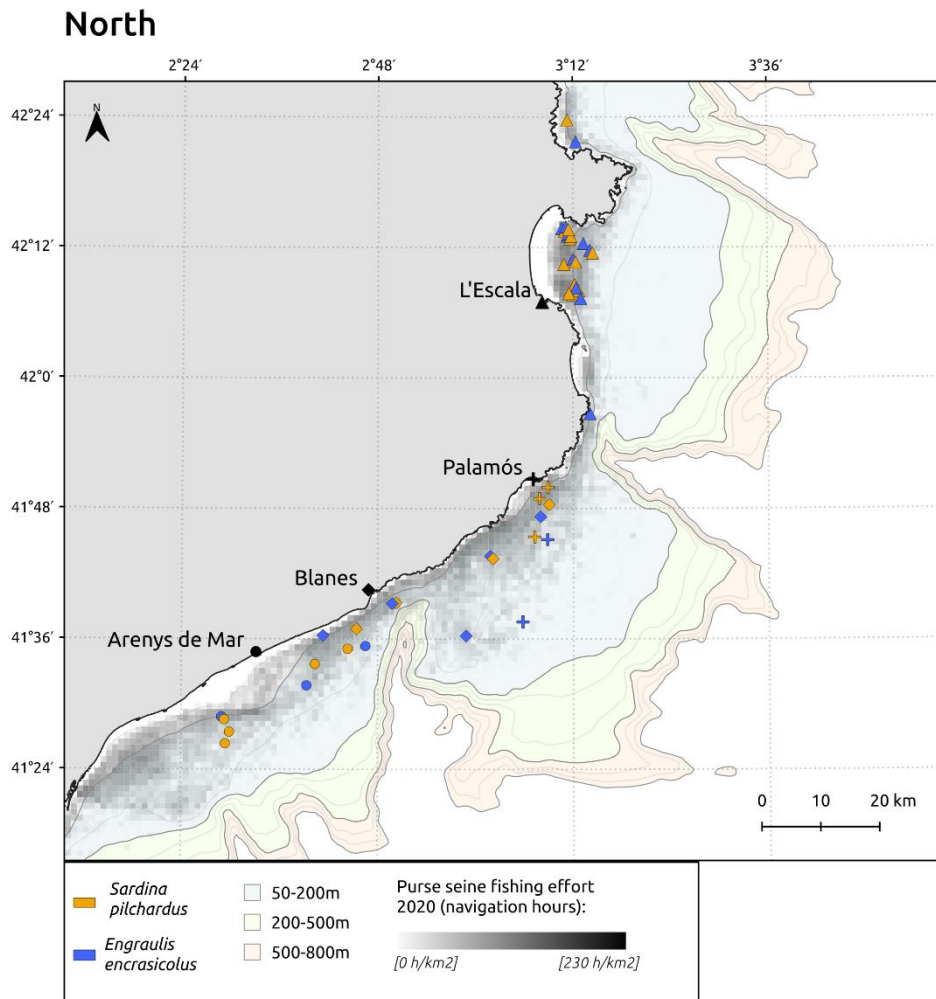 North
2°24′ 2°48′ 3°12′ 3°36′
42°24′
N
42°12′
L'Escala
42°0′
Palamós
41°48′
Blanes
41°36′
Arenys de Mar
41°24′
0 10 20 km
Sardina
pilchardus
Engraulis
encrasicolus
50-200m
200-500m
500-800m
Purse seine fishing effort
2020 (navigation hours):
[0 h/km2] [230 h/km2]